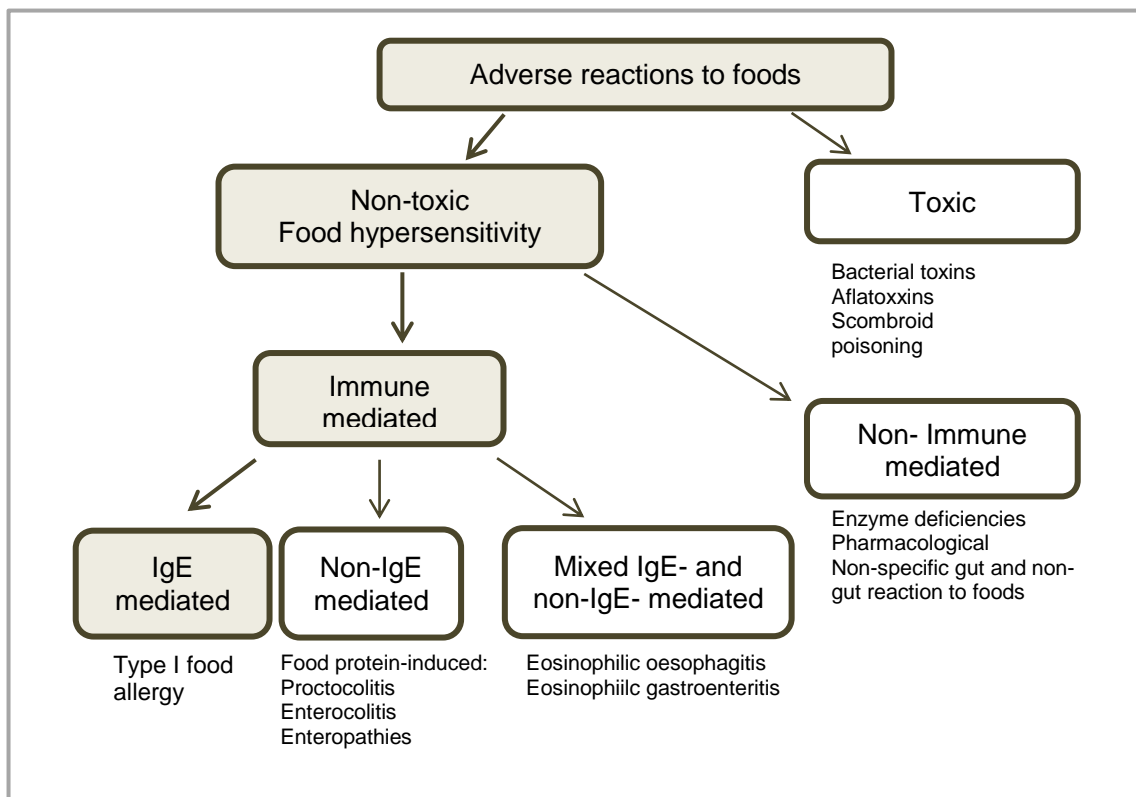 Adverse reactions to foods
Non-toxic
Food hypersensitivity
Toxic
Bacterial toxins
Aflatoxxins
Scombroid
poisoning
Immune
mediated
Non- Immune
mediated
Enzyme deficiencies
Pharmacological
Non-specific gut and non-
gut reaction to foods
IgE
mediated
Type I food
allergy
Non-IgE
mediated
Food protein-induced:
Proctocolitis
Enterocolitis
Enteropathies
Mixed IgE- and
non-IgE- mediated
Eosinophilic oesophagitis
Eosinophiilc gastroenteritis